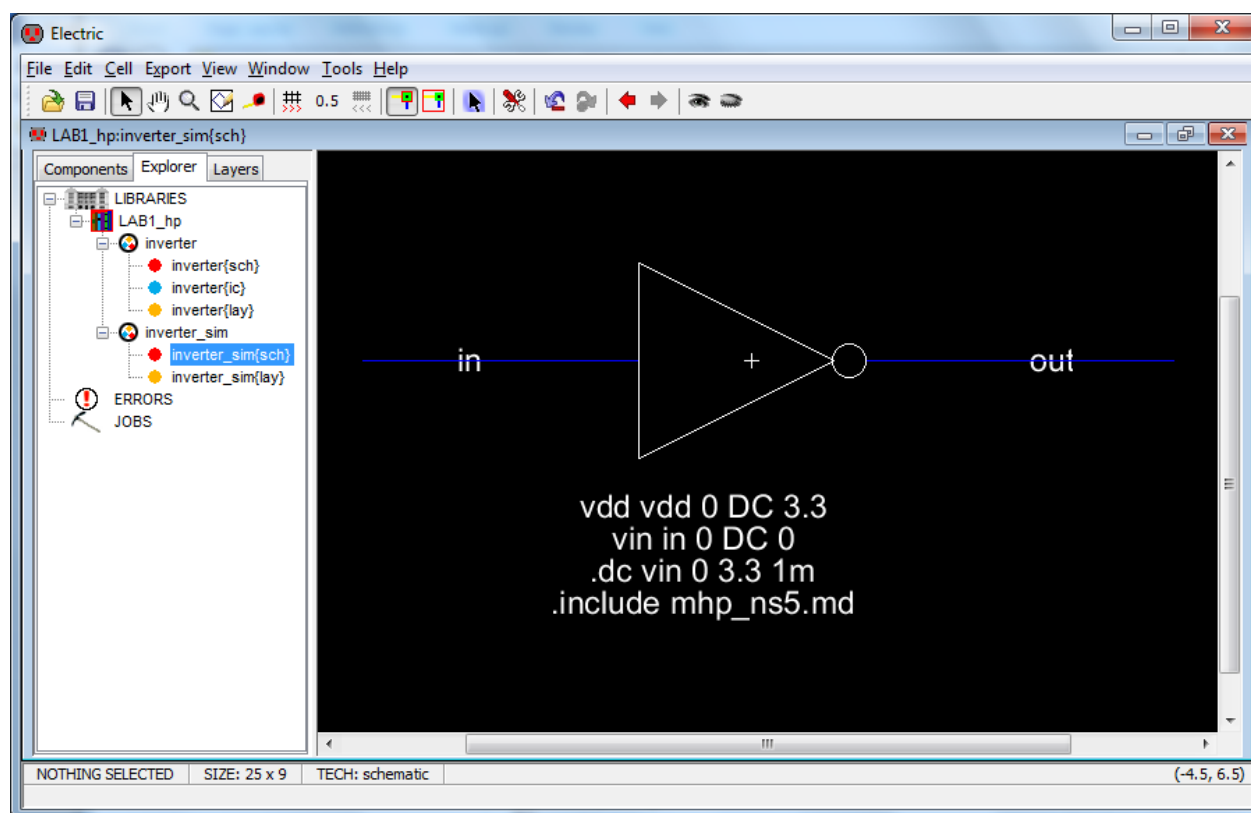 Electric
File Edit Cell Export View Window Tools Help
0.5
LAB1_hp:inverter_sim{sch}
Components Explorer Layers
LIBRARIES
LAB1_hp
inverter
inverter{sch}
inverter{ic}
inverter{lay}
inverter_sim
inverter_sim{sch}
inverter_sim{lay}
ERRORS
JOBS
in out
vdd vdd 0 DC 3.3
vin in 0 DC 0
.dc vin 0 3.3 1m
.include mhp_ns5.md
NOTHING SELECTED SIZE: 25 x 9 TECH: schematic (-4.5, 6.5)